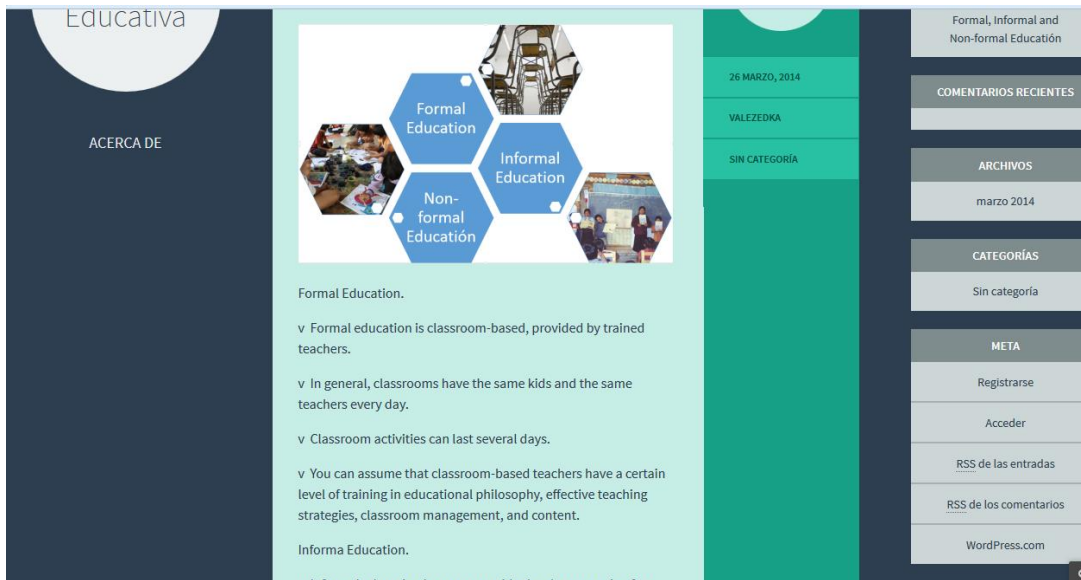 Educativa
ACERCA DE
Formal
Education
Informal
Education
Non-
formal
Educatión
Formal Education.
v Formal education is classroom-based, provided by trained
teachers.
v In general, classrooms have the same kids and the same
teachers every day.
v Classroom activities can last several days.
v You can assume that classroom-based teachers have a certain
level of training in educational philosophy, effective teaching
strategies, classroom management, and content.
Informa Education.
26 MARZO, 2014
VALEZEDKA
SIN CATEGORÍA
Formal, Informal and
Non-formal Educatión
COMENTARIOS RECIENTES
ARCHIVOS
marzo 2014
CATEGORÍAS
Sin categoría
META
Registrarse
Acceder
RSS de las entradas
RSS de los comentarios
WordPress.com